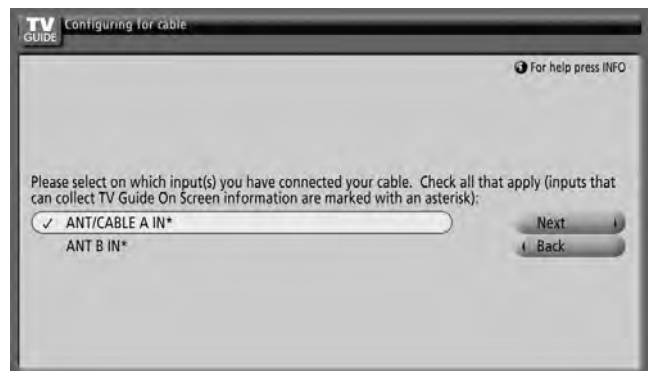 TV
GUIDE
Configuring for cable
For help press INFO
Please select on which input(s) you have connected your cable. Check all that apply (inputs that
can collect TV Guide On Screen information are marked with an asterisk):
✓ ANT/CABLE A IN*
ANT B IN*
Next
Back